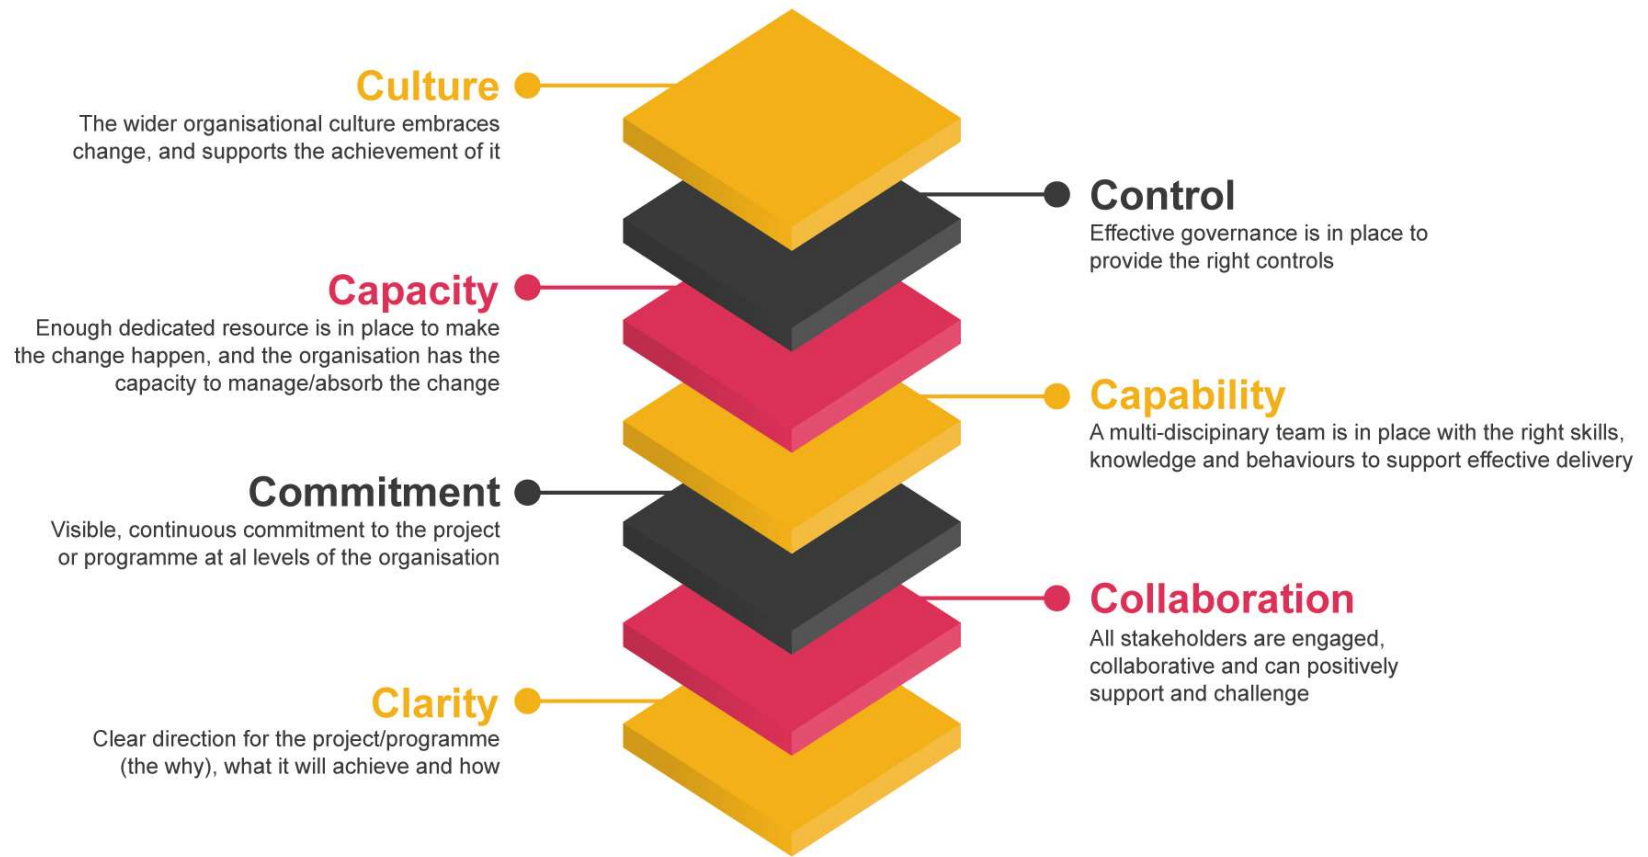 Culture
The wider organisational culture embraces
change, and supports the achievement of it
Control
Effective governance is in place to
provide the right controls
Capacity
Enough dedicated resource is in place to make
the change happen, and the organisation has the
capacity to manage/absorb the change
Capability
A multi-discipinary team is in place with the right skills,
knowledge and behaviours to support effective delivery
Commitment
Visible, continuous commitment to the project
or programme at al levels of the organisation
Collaboration
All stakeholders are engaged,
collaborative and can positively
support and challenge
Clarity
Clear direction for the project/programme
(the why), what it will achieve and how